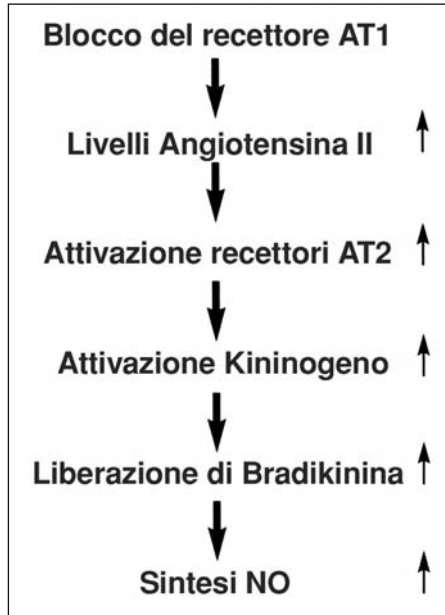 Blocco del recettore AT1
Livelli Angiotensina II
Attivazione recettori AT2
Attivazione Kininogeno
Liberazione di Bradikinina
Sintesi NO